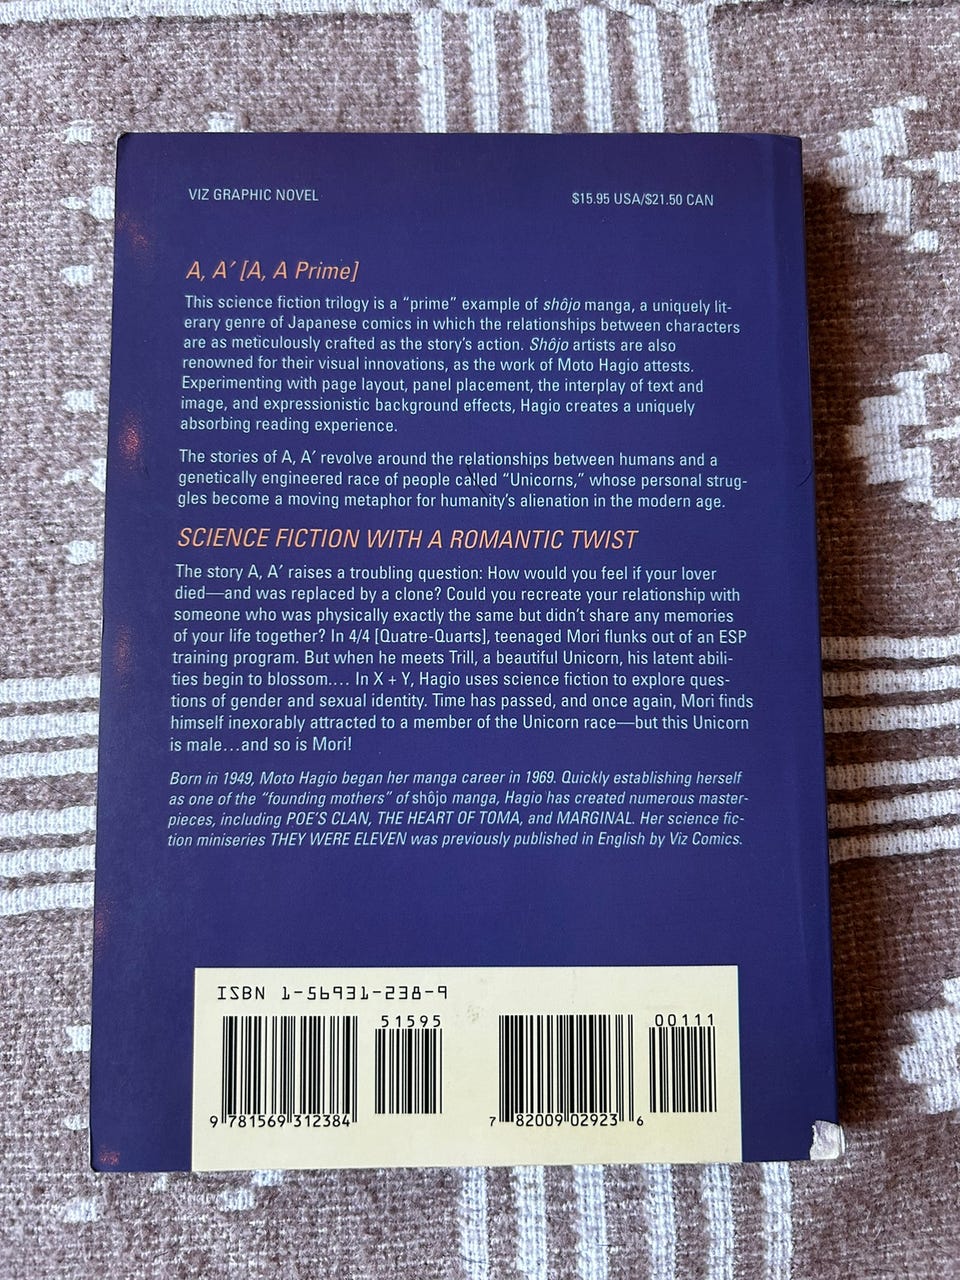 VIZ GRAPHIC NOVEL
$15.95 USA/$21.50 CAN
A, A′ [A, A Prime]
This science fiction trilogy is a “prime” example of shôjo manga, a uniquely lit-
erary genre of Japanese comics in which the relationships between characters
are as meticulously crafted as the story’s action. Shôjo artists are also
renowned for their visual innovations, as the work of Moto Hagio attests.
Experimenting with page layout, panel placement, the interplay of text and
image, and expressionistic background effects, Hagio creates a uniquely
absorbing reading experience.
The stories of A, A′ revolve around the relationships between humans and a
genetically engineered race of people called “Unicorns,” whose personal strug-
gles become a moving metaphor for humanity’s alienation in the modern age.
SCIENCE FICTION WITH A ROMANTIC TWIST
The story A, A′ raises a troubling question: How would you feel if your lover
died—and was replaced by a clone? Could you recreate your relationship with
someone who was physically exactly the same but didn’t share any memories
of your life together? In 4/4 [Quatre-Quarts], teenaged Mori flunks out of an ESP
training program. But when he meets Trill, a beautiful Unicorn, his latent abili-
ties begin to blossom.... In X + Y, Hagio uses science fiction to explore ques-
tions of gender and sexual identity. Time has passed, and once again, Mori finds
himself inexorably attracted to a member of the Unicorn race—but this Unicorn
is male...and so is Mori!
Born in 1949, Moto Hagio began her manga career in 1969. Quickly establishing herself
as one of the “founding mothers” of shôjo manga, Hagio has created numerous master-
pieces, including POE’S CLAN, THE HEART OF TOMA, and MARGINAL. Her science fic-
tion miniseries THEY WERE ELEVEN was previously published in English by Viz Comics.
ISBN 1-56931-238-9
51595
00111
9 781569 312384
7 82009 02923 6